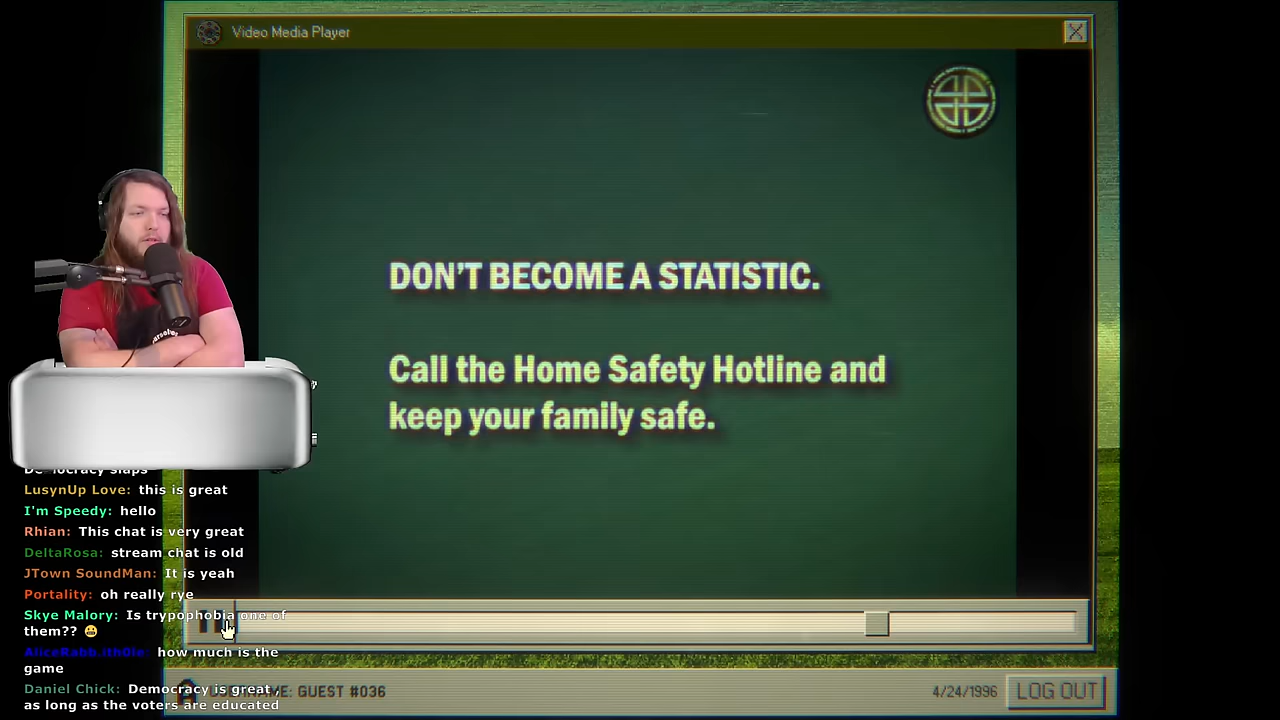 Video Media Player
DON'T BECOME A STATISTIC.
Call the Home Safety Hotline and
keep your family safe.
LusynUp Love: this is great
I'm Speedy: hello
Rhian: This chat is very great
DeltaRosa: stream chat is old
JTown SoundMan: It is yeah
Portality: oh really rye
Skye Malory: Is trypophobia one of
them?? 😬
how much is the
game
Daniel Chick: Democracy is great
as long as the voters are educated
GUEST #036
4/24/1996
LOG OUT